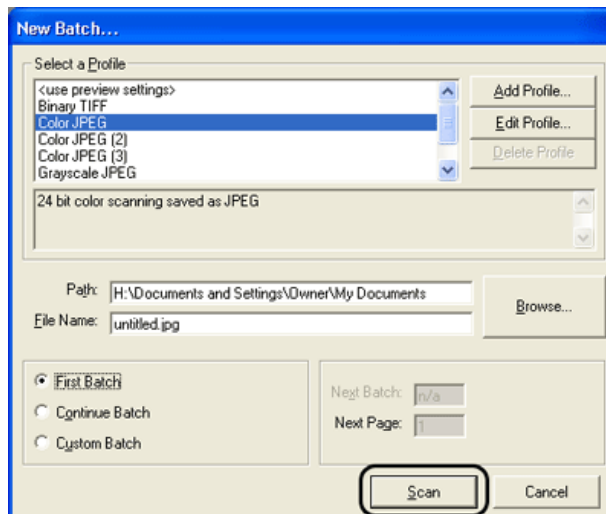 New Batch...
Select a Profile
<use preview settings>
Binary TIFF
Color JPEG
Color JPEG (2)
Color JPEG (3)
Grayscale JPEG
Add Profile...
Edit Profile...
Delete Profile
24 bit color scanning saved as JPEG
Path: H:\Documents and Settings\Owner\My Documents
File Name: untitled.jpg
Browse...
First Batch
Continue Batch
Custom Batch
Next Batch: n/a
Next Page: 1
Scan Cancel